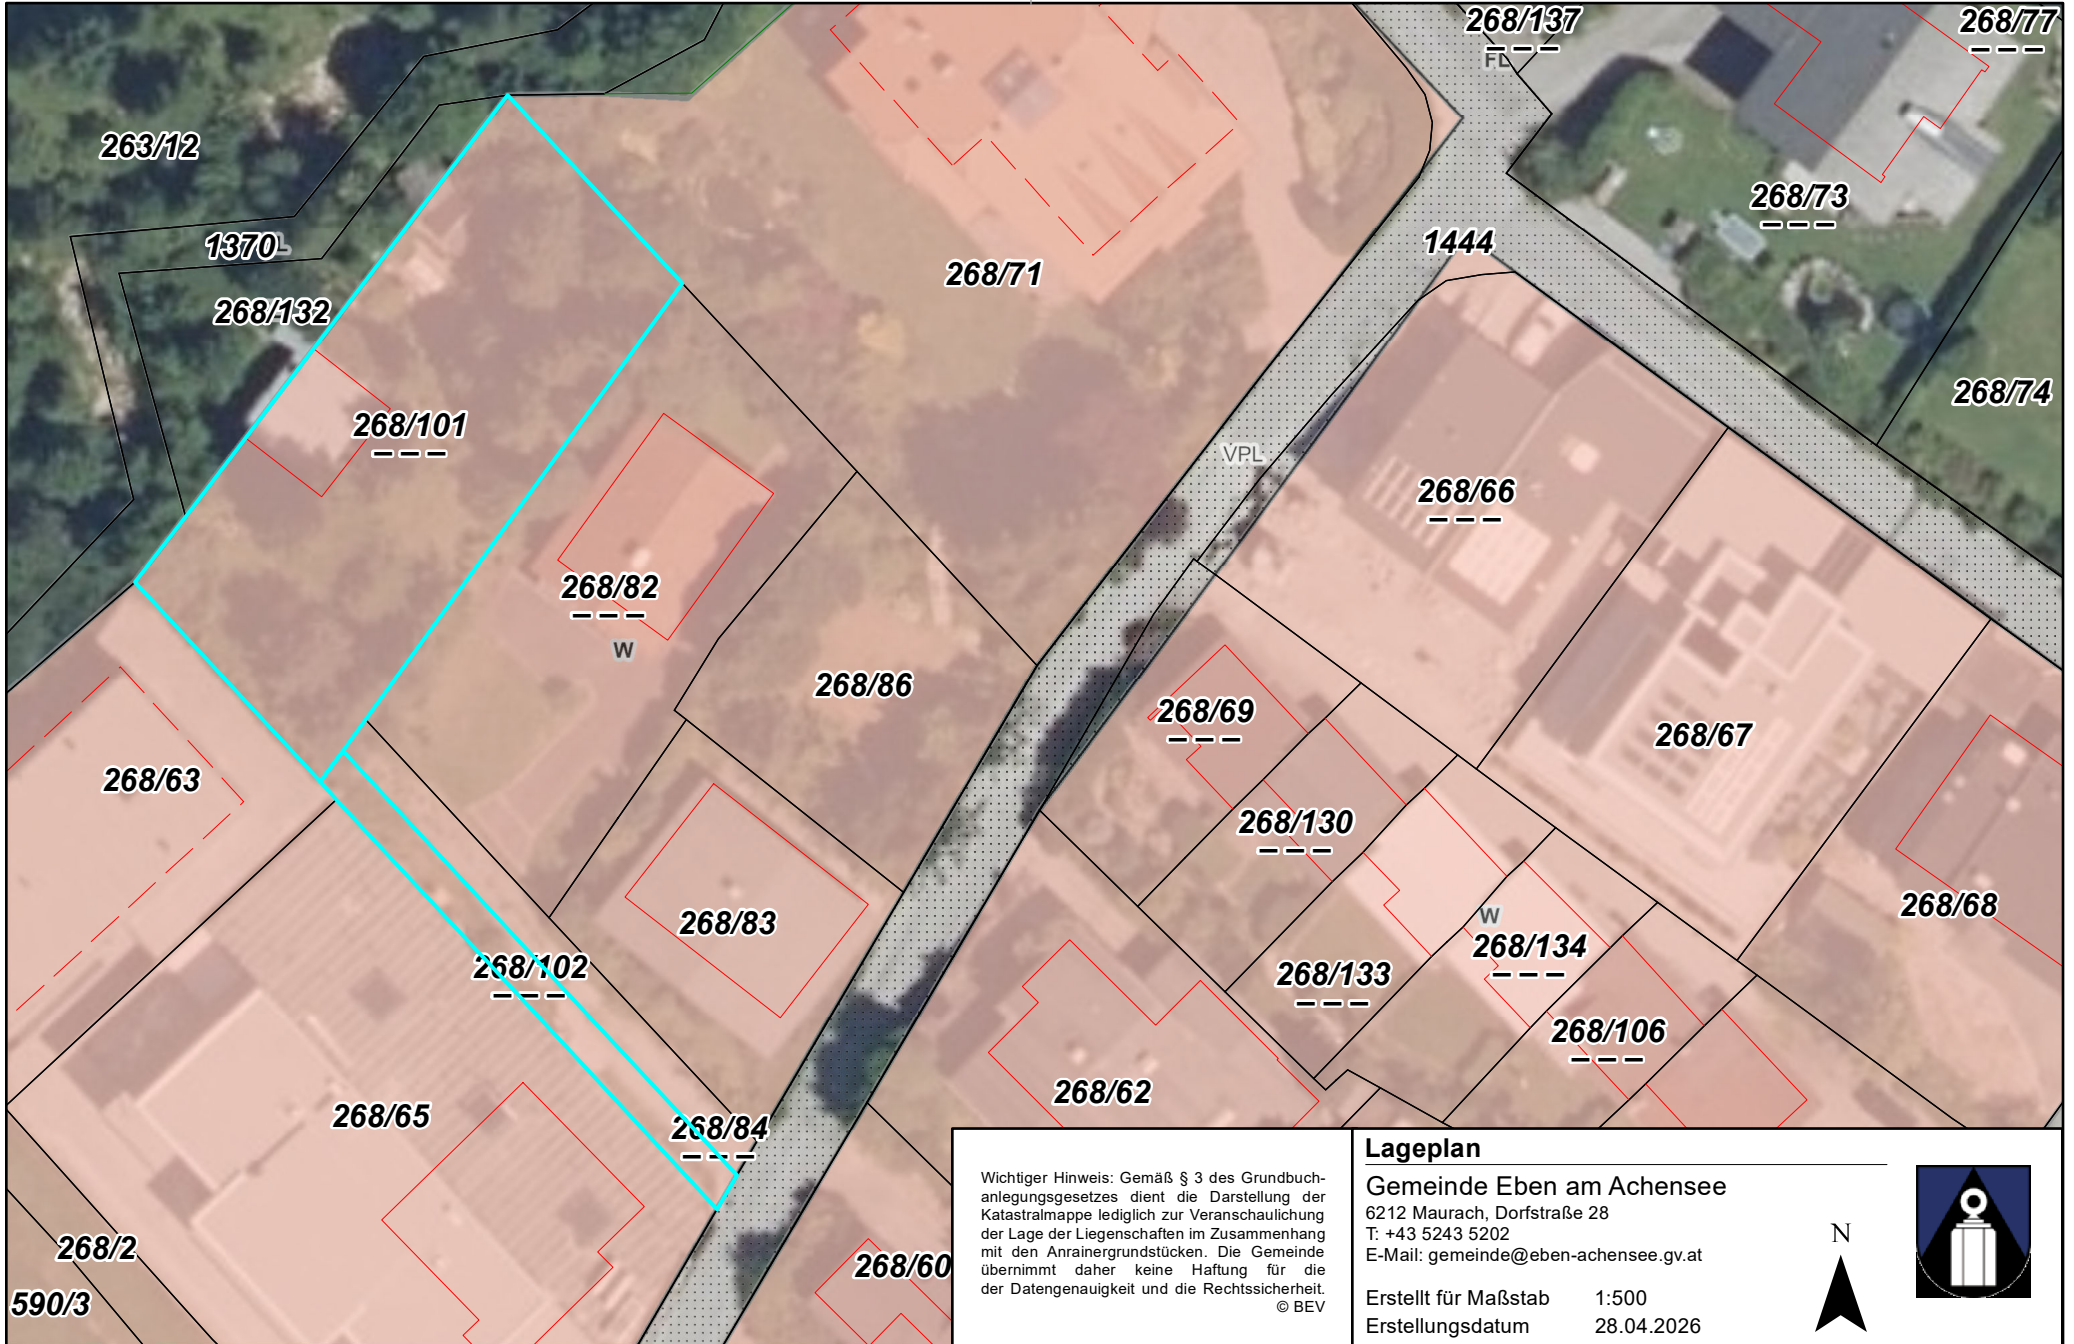 268/137
268/77
FL
263/12
268/73
1370
1444
268/71
268/132
268/74
268/101
VPL
268/66
268/82
W
268/86
268/69
268/67
268/63
268/130
268/68
268/83
W
268/134
268/102
268/133
268/106
268/62
268/65
268/84
268/2
268/60
590/3
Wichtiger Hinweis: Gemäß § 3 des Grundbuch-
anlegungsgesetzes dient die Darstellung der
Katastralmappe lediglich zur Veranschaulichung
der Lage der Liegenschaften im Zusammenhang
mit den Anrainergrundstücken. Die Gemeinde
übernimmt daher keine Haftung für die
der Datengenauigkeit und die Rechtssicherheit.
© BEV
Lageplan
Gemeinde Eben am Achensee
6212 Maurach, Dorfstraße 28
T: +43 5243 5202
E-Mail: gemeinde@eben-achensee.gv.at
N
Erstellt für Maßstab 1:500
Erstellungsdatum 28.04.2026